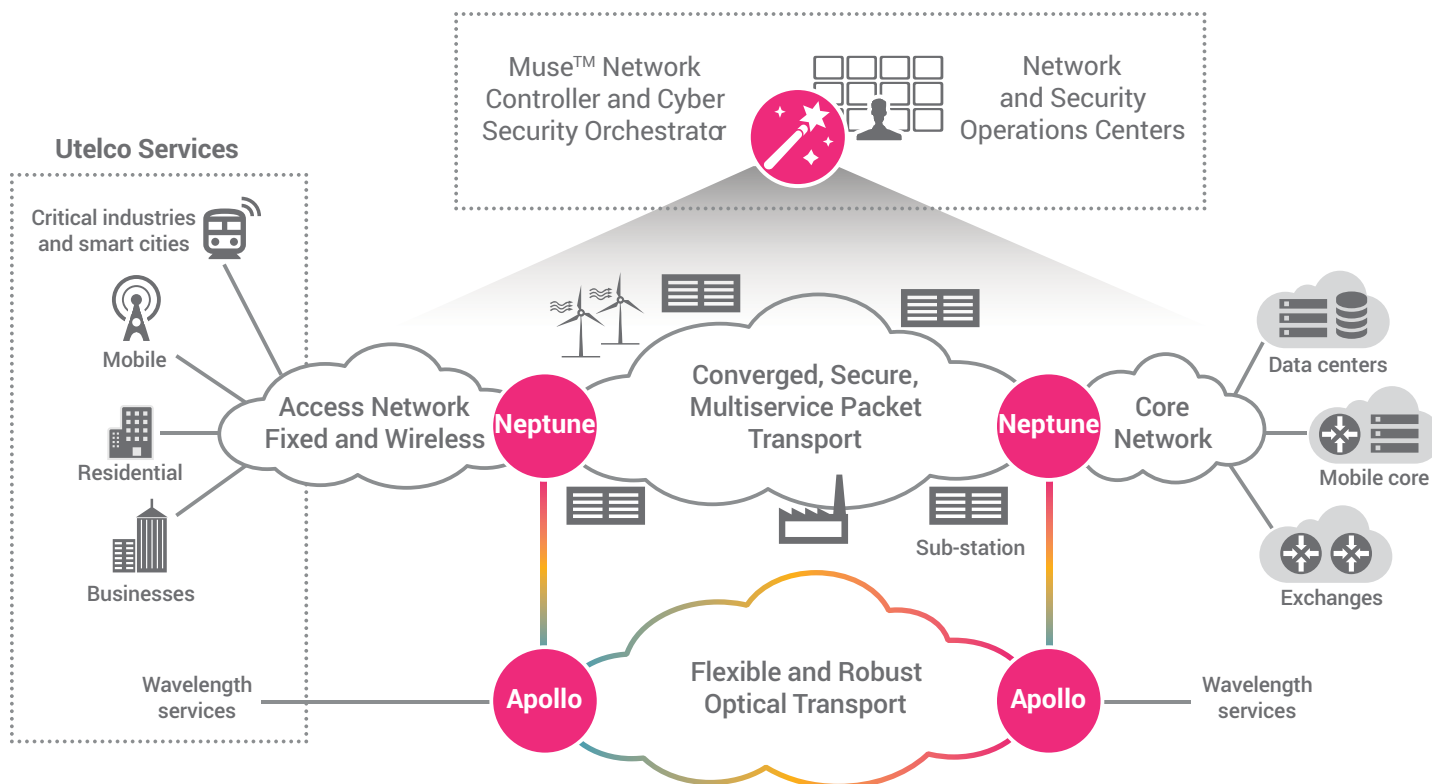 Muse™ Network
Controller and Cyber
Security Orchestrator
Network
and Security
Operations Centers
Utelco Services
Critical industries
and smart cities
Mobile
Residential
Businesses
Wavelength
services
Access Network
Fixed and Wireless
Neptune
Converged, Secure,
Multiservice Packet
Transport
Neptune
Core
Network
Data centers
Mobile core
Exchanges
Sub-station
Apollo
Flexible and Robust
Optical Transport
Apollo
Wavelength
services